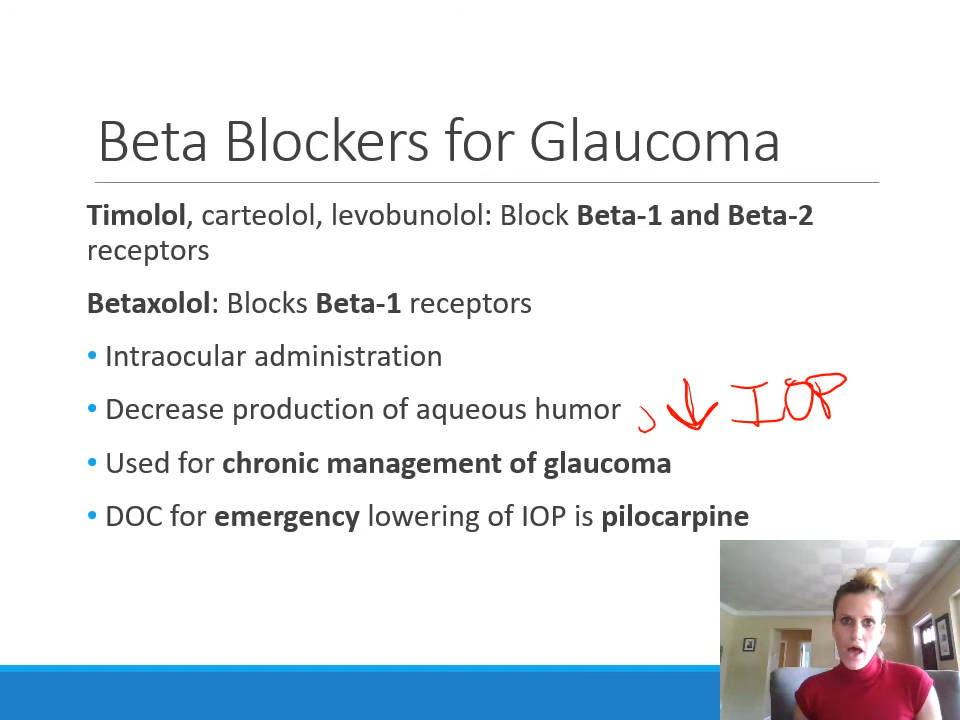 Beta Blockers for Glaucoma
Timolol, carteolol, levobunolol: Block Beta-1 and Beta-2
receptors
Betaxolol: Blocks Beta-1 receptors
• Intraocular administration
• Decrease production of aqueous humor ↓ IOP
• Used for chronic management of glaucoma
• DOC for emergency lowering of IOP is pilocarpine